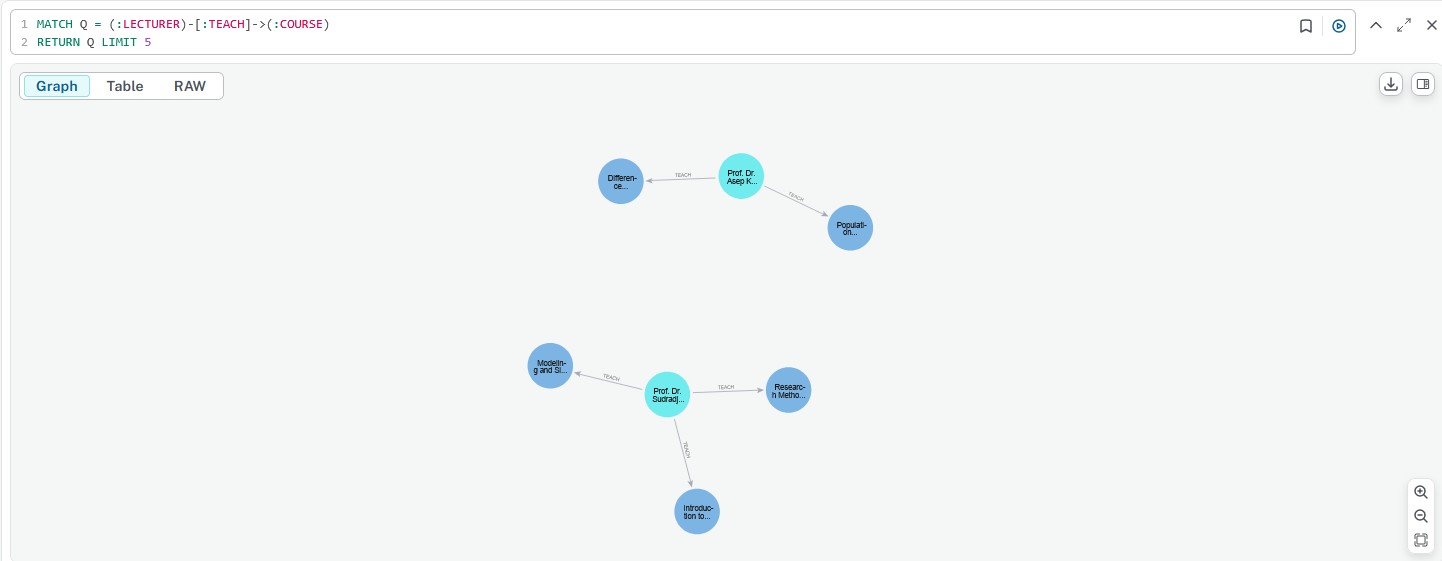 1 MATCH Q = (:LECTURER)-[:TEACH]->(:COURSE)
2 RETURN Q LIMIT 5
Graph Table RAW
Differen-
ce...
TEACH
Prof. Dr.
Asep K...
TEACH
Populati-
on...
Modelin-
g and Si...
TEACH
Prof. Dr.
Sudradj...
TEACH
Researc-
h Metho...
TEACH
Introduc-
tion to...